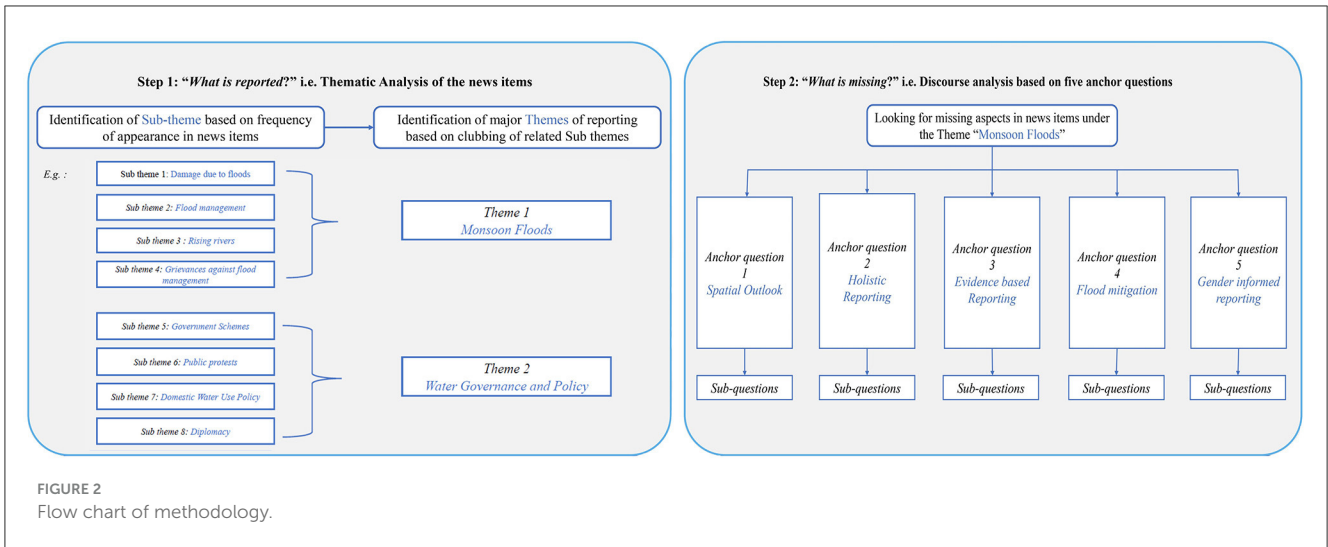 Step 1: “What is reported?” i.e. Thematic Analysis of the news items
Identification of Sub-theme based on frequency
of appearance in news items
Identification of major Themes of reporting
based on clubbing of related Sub themes
E.g. :
Sub theme 1: Damage due to floods
Sub theme 2: Flood management
Sub theme 3 : Rising rivers
Sub theme 4: Grievances against flood
management
Theme 1
Monsoon Floods
Sub theme 5: Government Schemes
Sub theme 6: Public protests
Sub theme 7: Domestic Water Use Policy
Sub theme 8: Diplomacy
Theme 2
Water Governance and Policy
Step 2: “What is missing?” i.e. Discourse analysis based on five anchor questions
Looking for missing aspects in news items under
the Theme “Monsoon Floods”
Anchor question
1
Spatial Outlook
Anchor question
2
Holistic
Reporting
Anchor question
3
Evidence based
Reporting
Anchor question
4
Flood mitigation
Anchor question
5
Gender informed
reporting
Sub-questions
Sub-questions
Sub-questions
Sub-questions
Sub-questions
FIGURE 2
Flow chart of methodology.